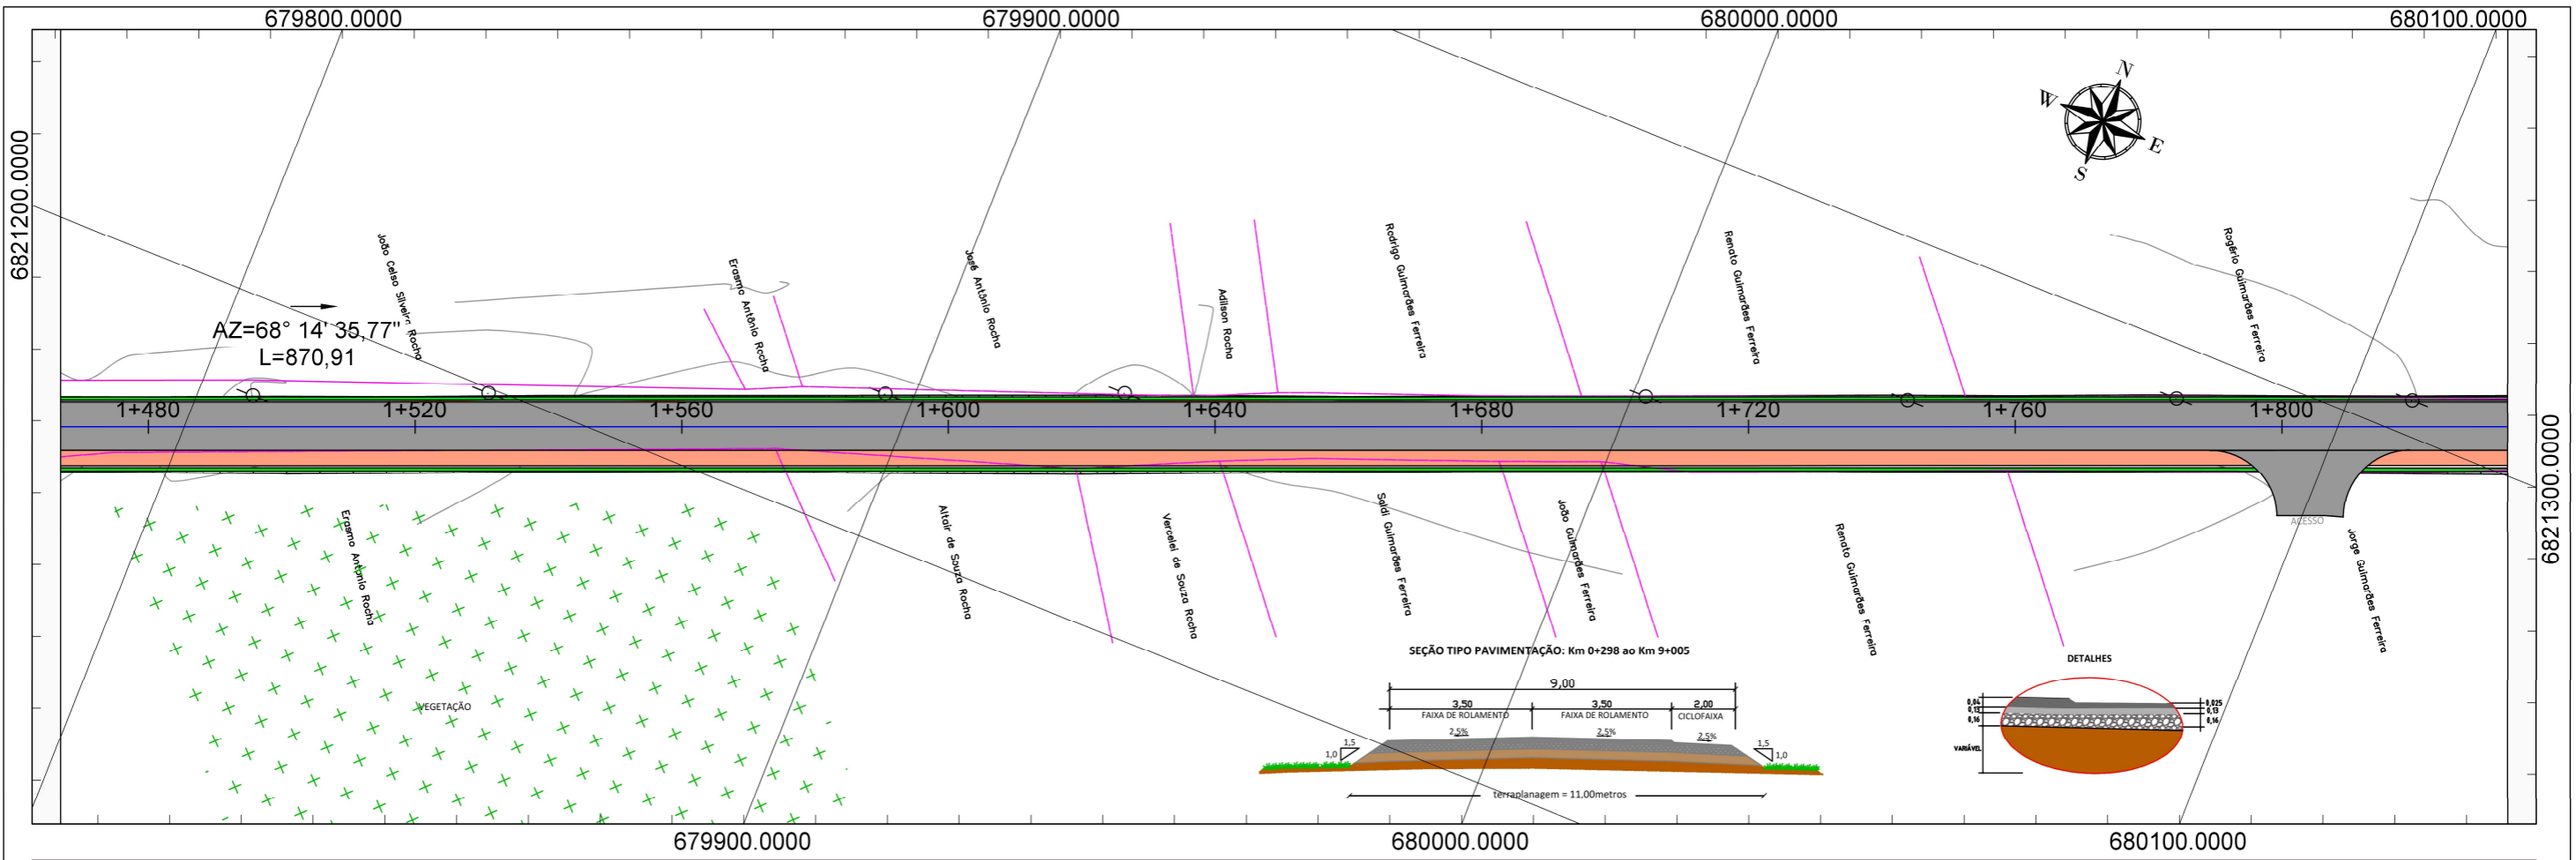 679800.0000
679900.0000
680000.0000
680100.0000
6821200.0000
N
W
E
S
João Celso Silveira Rocha
Erasmo Antônio Rocha
José Antônio Rocha
Adilson Rocha
Rodrigo Guimarães Ferreira
Renato Guimarães Ferreira
Rogério Guimarães Ferreira
AZ=68° 14' 35,77"
L=870,91
1+480
1+520
1+560
1+600
1+640
1+680
1+720
1+760
1+800
6821300.0000
Erasmo Antônio Rocha
Altair de Souza Rocha
Vercelei de Souza Rocha
Saldi Guimarães Ferreira
João Guimarães Ferreira
Renato Guimarães Ferreira
ACESSO
Jorge Guimarães Ferreira
VEGETAÇÃO
SEÇÃO TIPO PAVIMENTAÇÃO: Km 0+298 ao Km 9+005
9,00
3,50
3,50
2,00
FAIXA DE ROLAMENTO
FAIXA DE ROLAMENTO
CICLOFAIXA
2,5%
2,5%
2,5%
1,5
1,0
1,5
1,0
terraplanagem = 11,00metros
DETALHES
0,04
0,13
0,16
VARIÁVEL
0,025
0,13
0,16
679900.0000
680000.0000
680100.0000